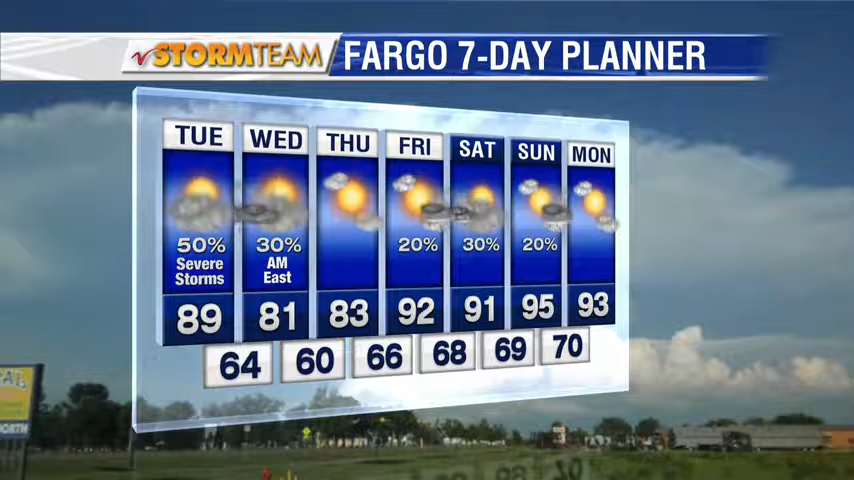 STORMTEAM
FARGO 7-DAY PLANNER
TUE WED THU FRI SAT SUN MON
50% 30% 20% 30% 20%
Severe AM
Storms East
89 81 83 92 91 95 93
64 60 66 68 69 70
NORTH